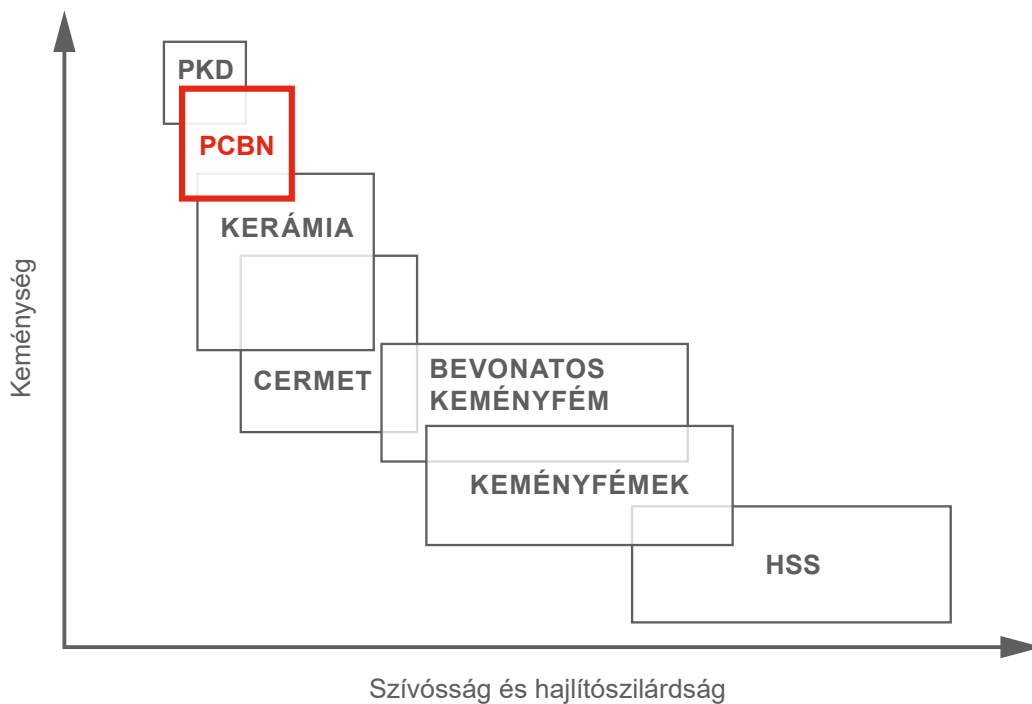 PKD
PCBN
KERÁMIA
CERMET
BEVONATOS
KEMÉNYFÉM
KEMÉNYFÉMEK
HSS
Keménység
Szívósság és hajlítószilárdság